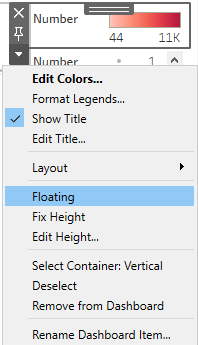 Number
44 11K
Number 1
Edit Colors...
Format Legends...
Show Title
Edit Title...
Layout
Floating
Fix Height
Edit Height...
Select Container: Vertical
Deselect
Remove from Dashboard
Rename Dashboard Item...